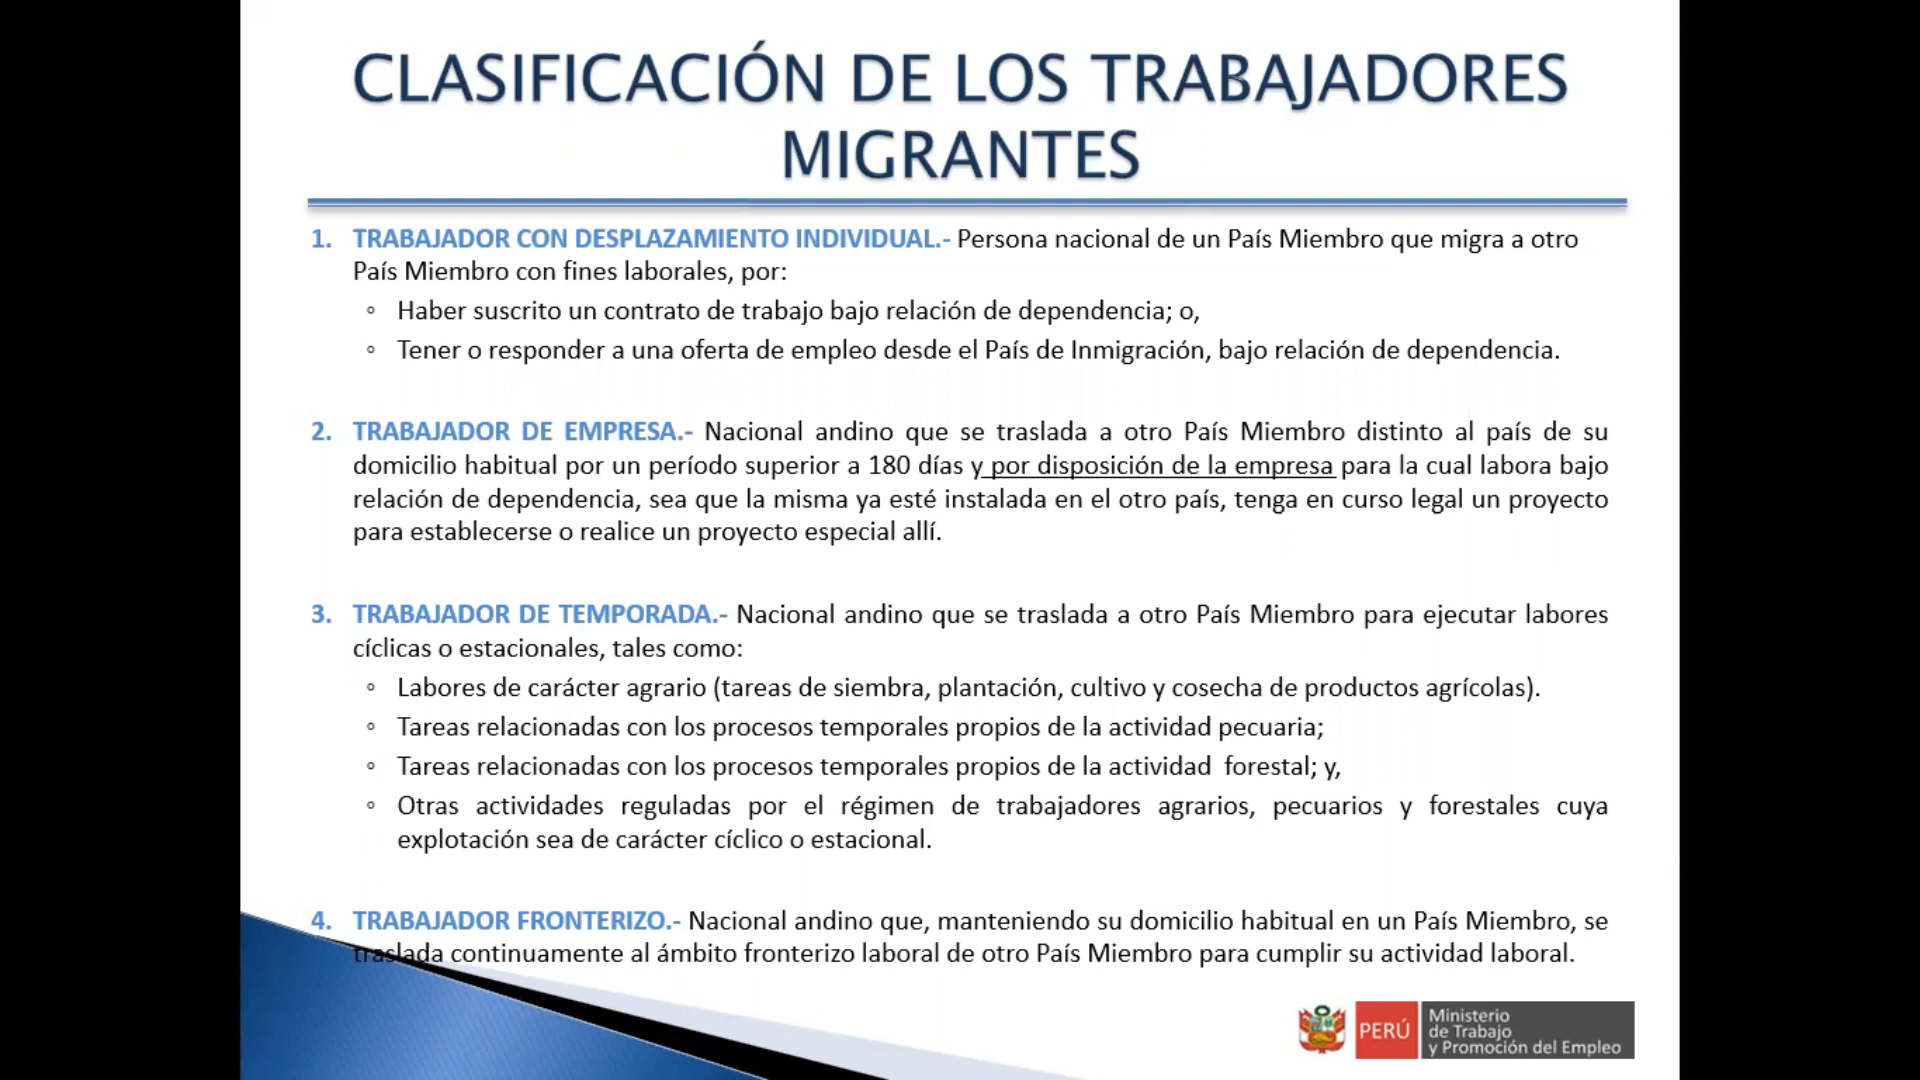 CLASIFICACIÓN DE LOS TRABAJADORES
MIGRANTES
1. TRABAJADOR CON DESPLAZAMIENTO INDIVIDUAL.- Persona nacional de un País Miembro que migra a otro
País Miembro con fines laborales, por:
◦ Haber suscrito un contrato de trabajo bajo relación de dependencia; o,
◦ Tener o responder a una oferta de empleo desde el País de Inmigración, bajo relación de dependencia.
2. TRABAJADOR DE EMPRESA.- Nacional andino que se traslada a otro País Miembro distinto al país de su
domicilio habitual por un período superior a 180 días y por disposición de la empresa para la cual labora bajo
relación de dependencia, sea que la misma ya esté instalada en el otro país, tenga en curso legal un proyecto
para establecerse o realice un proyecto especial allí.
3. TRABAJADOR DE TEMPORADA.- Nacional andino que se traslada a otro País Miembro para ejecutar labores
cíclicas o estacionales, tales como:
◦ Labores de carácter agrario (tareas de siembra, plantación, cultivo y cosecha de productos agrícolas).
◦ Tareas relacionadas con los procesos temporales propios de la actividad pecuaria;
◦ Tareas relacionadas con los procesos temporales propios de la actividad forestal; y,
◦ Otras actividades reguladas por el régimen de trabajadores agrarios, pecuarios y forestales cuya
explotación sea de carácter cíclico o estacional.
4. TRABAJADOR FRONTERIZO.- Nacional andino que, manteniendo su domicilio habitual en un País Miembro, se
traslada continuamente al ámbito fronterizo laboral de otro País Miembro para cumplir su actividad laboral.
PERÚ
Ministerio
de Trabajo
y Promoción del Empleo